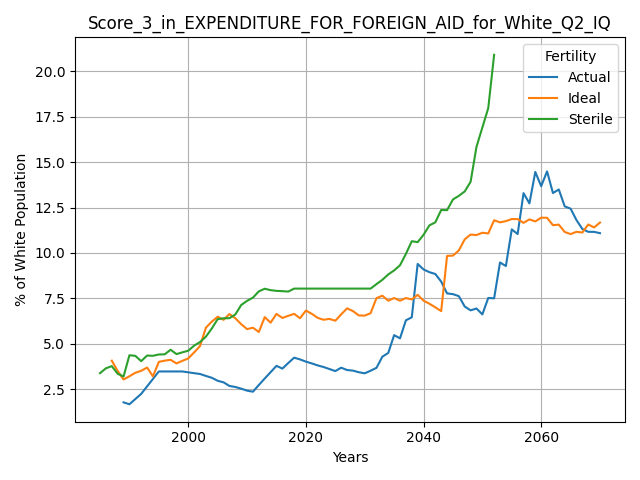 Score_3_in_EXPENDITURE_FOR_FOREIGN_AID_for_White_Q2_IQ
Fertility
Actual
Ideal
Sterile
% of White Population
20.0
17.5
15.0
12.5
10.0
7.5
5.0
2.5
2000
2020
2040
2060
Years